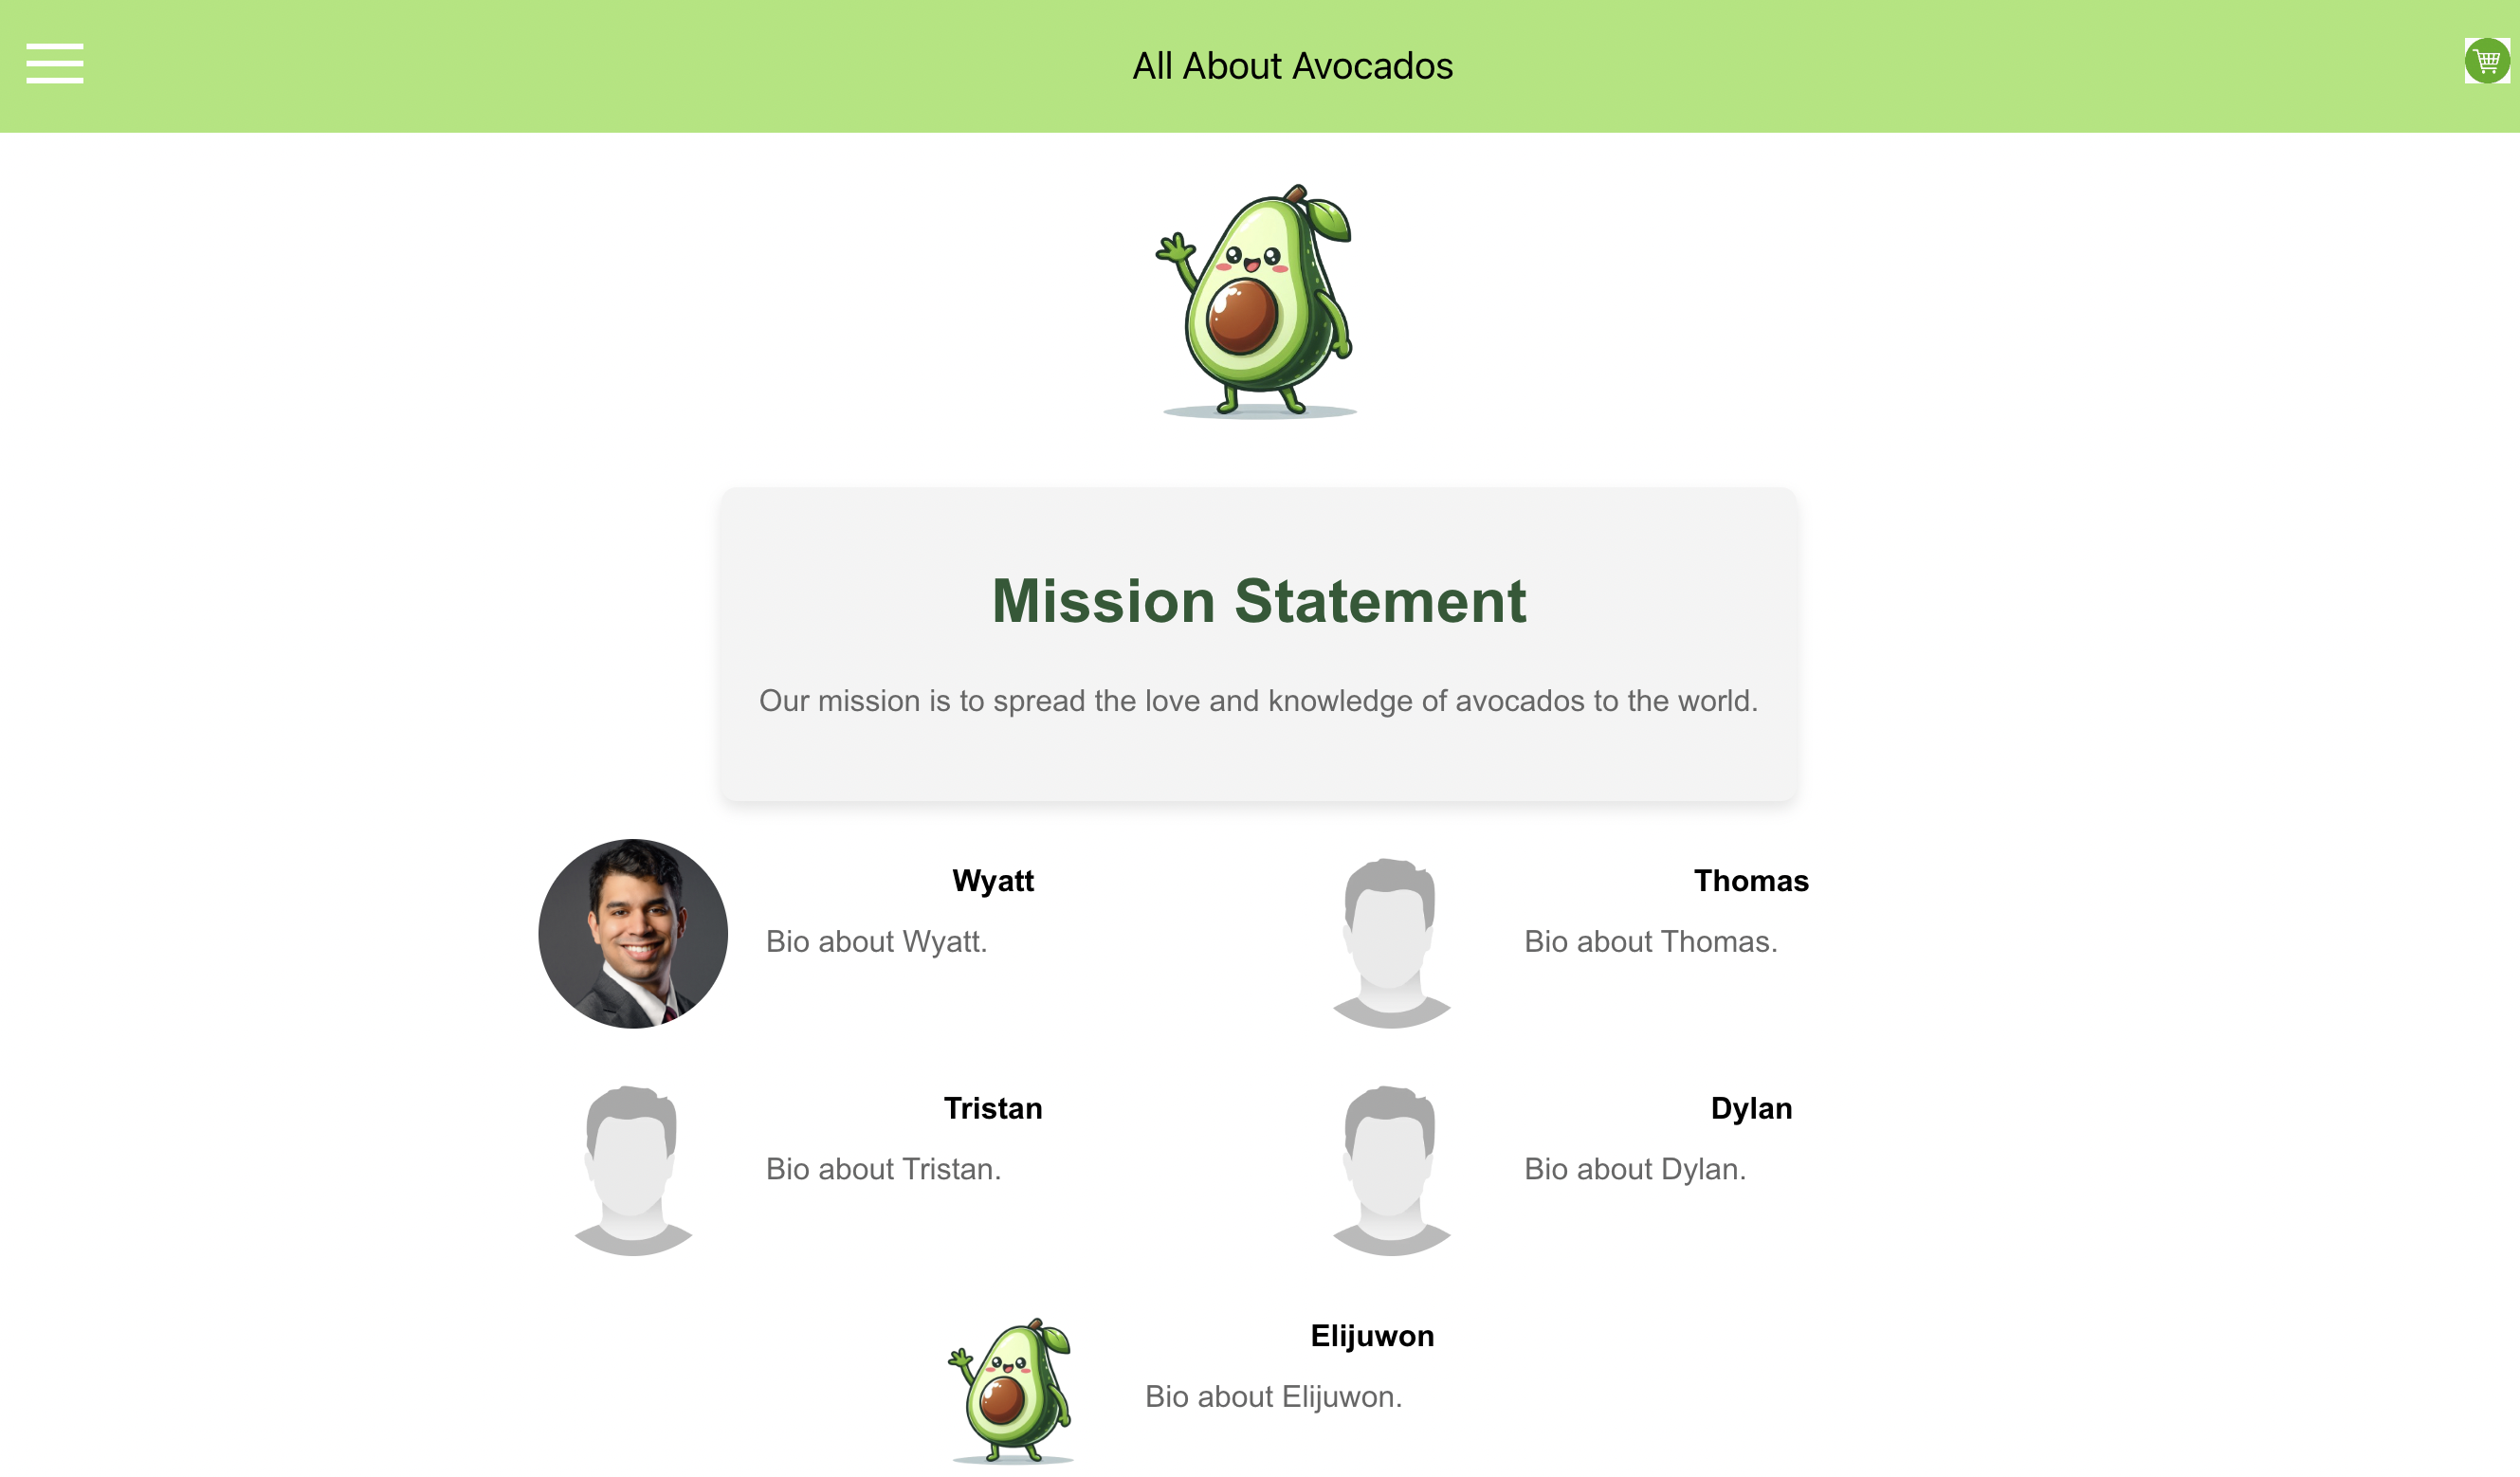 All About Avocados
Mission Statement
Our mission is to spread the love and knowledge of avocados to the world.
Wyatt
Bio about Wyatt.
Thomas
Bio about Thomas.
Tristan
Bio about Tristan.
Dylan
Bio about Dylan.
Elijuwon
Bio about Elijuwon.